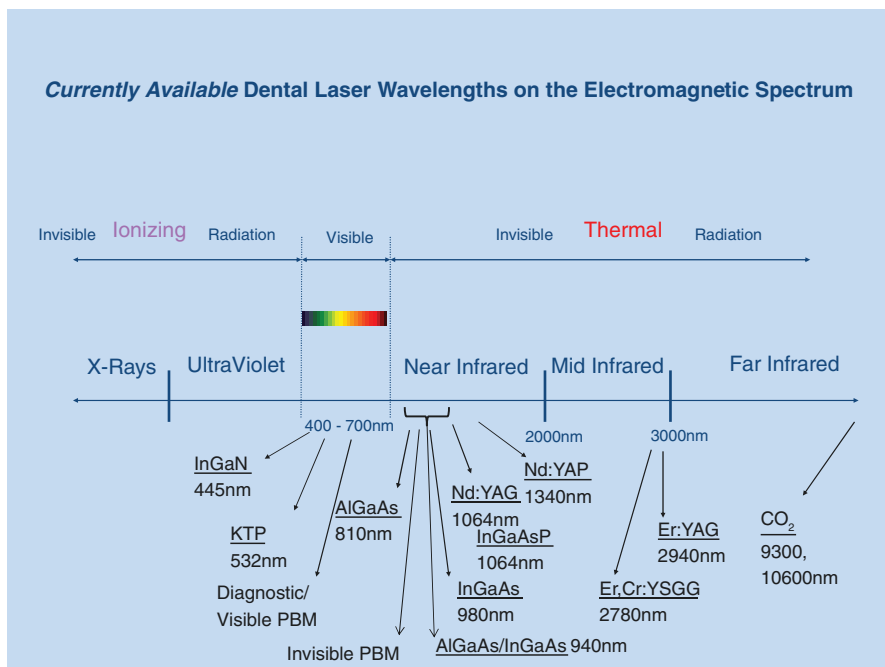 Currently Available Dental Laser Wavelengths on the Electromagnetic Spectrum
Invisible Ionizing Radiation Visible Invisible Thermal Radiation
X-Rays UltraViolet Near Infrared Mid Infrared Far Infrared
400 - 700nm 2000nm 3000nm
InGaN
445nm
KTP
532nm
Diagnostic/
Visible PBM
AlGaAs
810nm
Invisible PBM
AlGaAs/InGaAs 940nm
InGaAs
980nm
Nd:YAG
1064nm
InGaAsP
1064nm
Nd:YAP
1340nm
Er,Cr:YSGG
2780nm
Er:YAG
2940nm
CO₂
9300,
10600nm